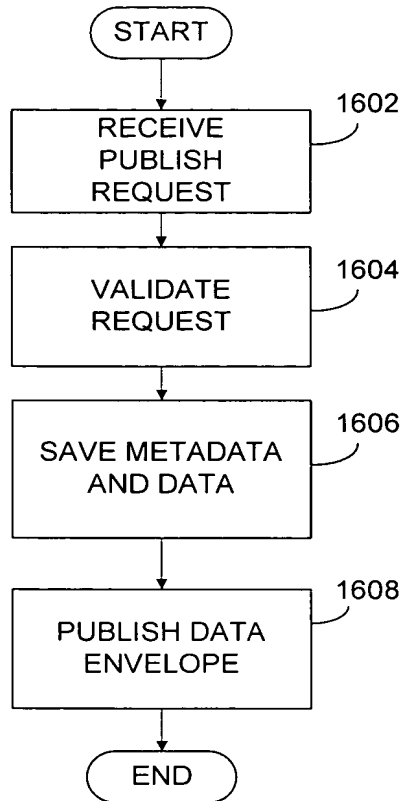 START
1602
RECEIVE
PUBLISH
REQUEST
1604
VALIDATE
REQUEST
1606
SAVE METADATA
AND DATA
1608
PUBLISH DATA
ENVELOPE
END